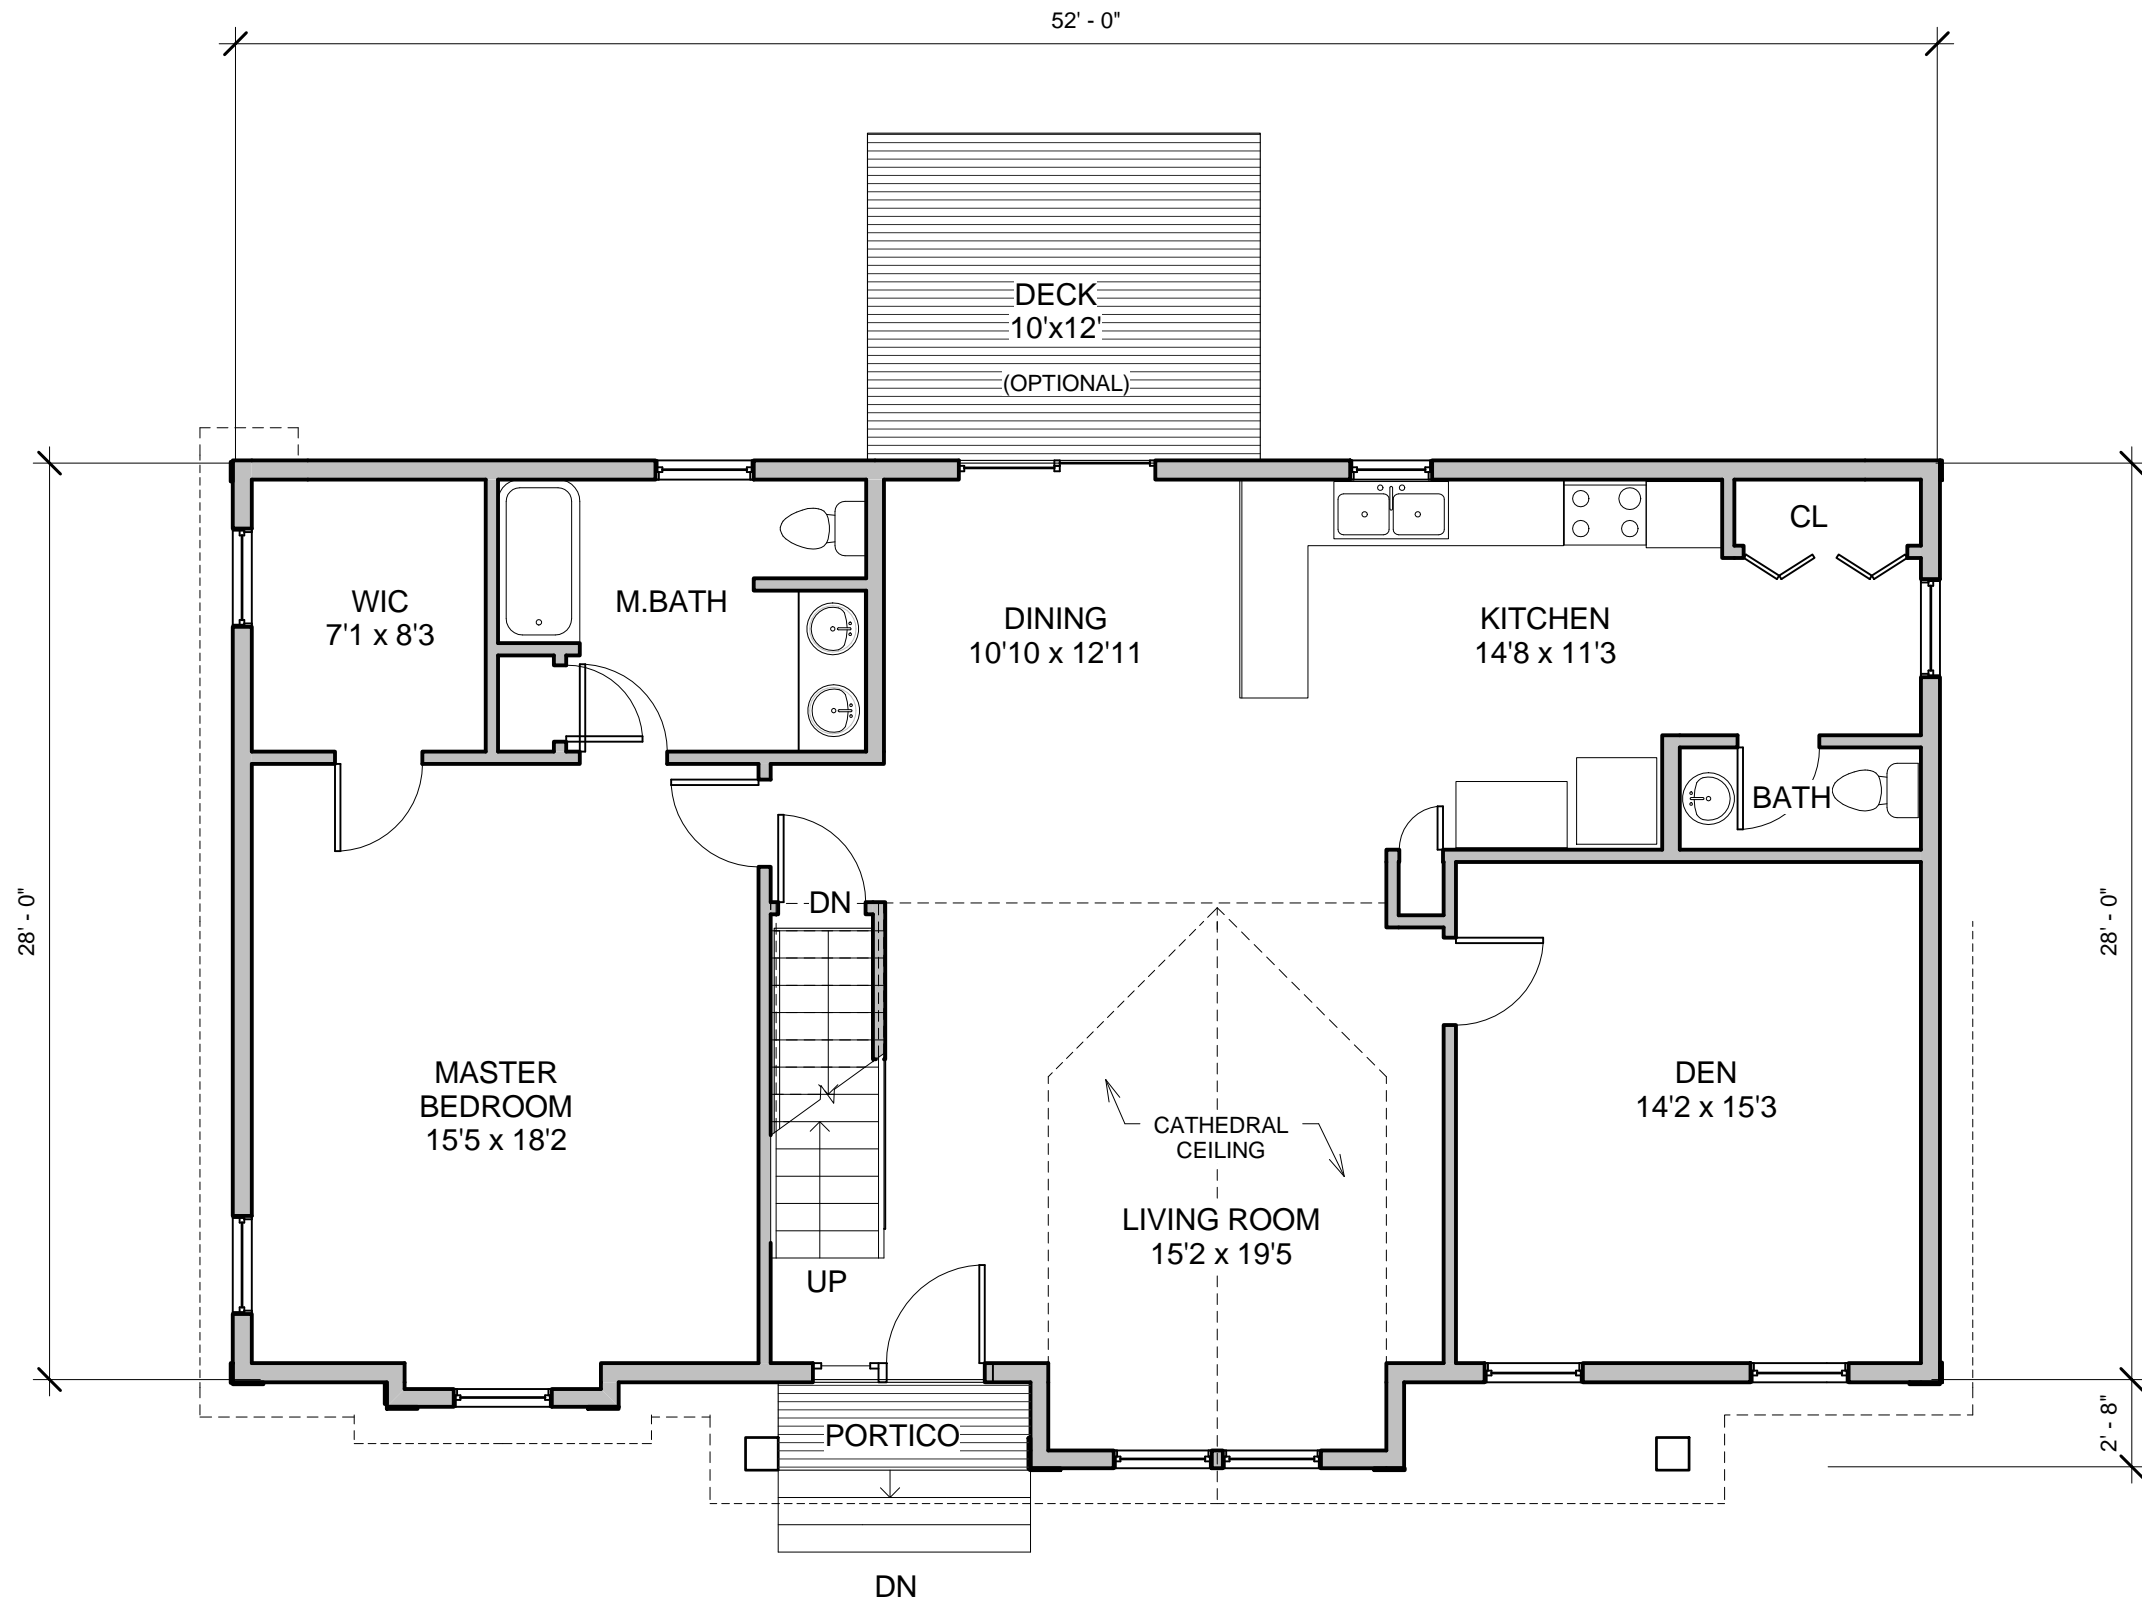 52' - 0"
DECK
10'x12'
(OPTIONAL)
CL
WIC
7'1 x 8'3
M.BATH
DINING
10'10 x 12'11
KITCHEN
14'8 x 11'3
BATH
28' - 0"
DN
28' - 0"
MASTER
BEDROOM
15'5 x 18'2
CATHEDRAL
CEILING
DEN
14'2 x 15'3
LIVING ROOM
15'2 x 19'5
UP
PORTICO
2' - 8"
DN